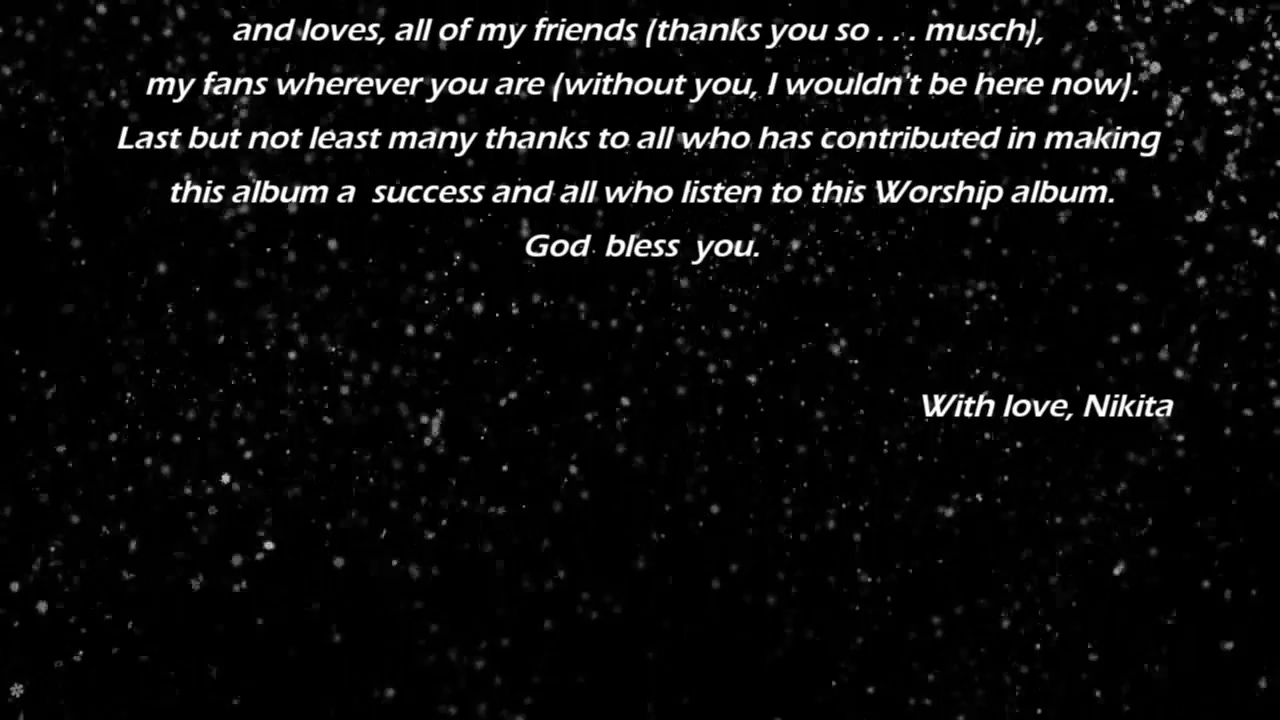 and loves, all of my friends (thanks you so . . . musch),
my fans wherever you are (without you, I wouldn't be here now).
Last but not least many thanks to all who has contributed in making
this album a  success and all who listen to this Worship album.
God  bless  you.
With love, Nikita